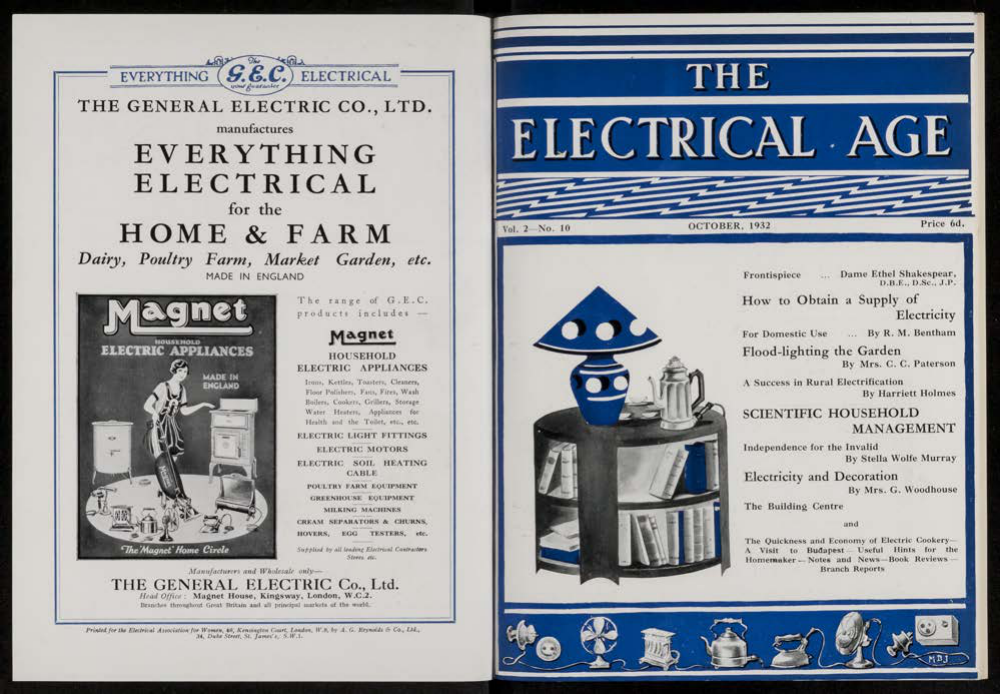 The
EVERYTHING G.E.C. ELECTRICAL
your guarantee
THE GENERAL ELECTRIC CO., LTD.
manufactures
EVERYTHING
ELECTRICAL
for the
HOME & FARM
Dairy, Poultry Farm, Market Garden, etc.
MADE IN ENGLAND
Magnet
HOUSEHOLD
ELECTRIC APPLIANCES
MADE IN
ENGLAND
The 'Magnet' Home Circle
The range of G.E.C.
products includes —
Magnet
HOUSEHOLD
ELECTRIC APPLIANCES
Irons, Kettles, Toasters, Cleaners,
Floor Polishers, Fans, Fires, Wash
Boilers, Cookers, Grillers, Storage
Water Heaters, Appliances for
Health and the Toilet, etc., etc.
ELECTRIC LIGHT FITTINGS
ELECTRIC MOTORS
ELECTRIC SOIL HEATING
CABLE
POULTRY FARM EQUIPMENT
GREENHOUSE EQUIPMENT
MILKING MACHINES
CREAM SEPARATORS & CHURNS,
HOVERS, EGG TESTERS, etc.
Supplied by all leading Electrical Contractors
Stores, etc.
Manufacturers and Wholesale only—
THE GENERAL ELECTRIC Co., Ltd.
Head Office : Magnet House, Kingsway, London, W.C.2.
Branches throughout Great Britain and all principal markets of the world.
Printed for the Electrical Association for Women, 46, Kensington Court, London, W.8, by A. G. Reynolds & Co., Ltd.,
34, Duke Street, St. James's, S.W.1.
THE
ELECTRICAL · AGE
Vol. 2—No. 10 OCTOBER, 1932 Price 6d.
Frontispiece ... Dame Ethel Shakespear,
D.B.E., D.Sc., J.P.
How to Obtain a Supply of
Electricity
For Domestic Use ... By R. M. Bentham
Flood-lighting the Garden
By Mrs. C. C. Paterson
A Success in Rural Electrification
By Harriett Holmes
SCIENTIFIC HOUSEHOLD
MANAGEMENT
Independence for the Invalid
By Stella Wolfe Murray
Electricity and Decoration
By Mrs. G. Woodhouse
The Building Centre
and
The Quickness and Economy of Electric Cookery—
A Visit to Budapest — Useful Hints for the
Homemaker — Notes and News—Book Reviews —
Branch Reports
MBJ